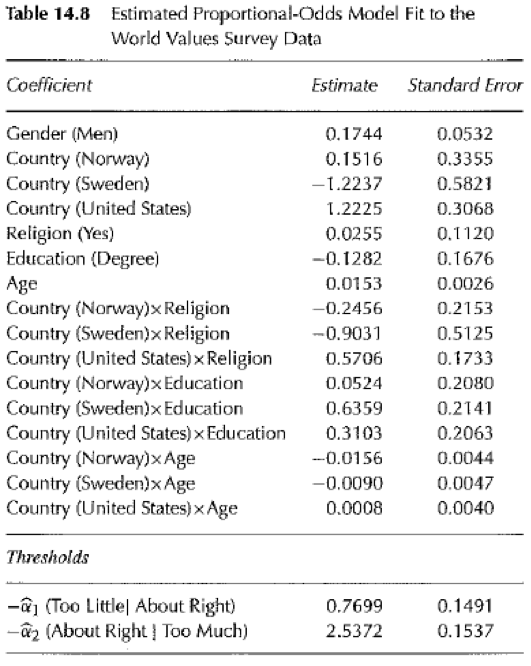 Table 14.8 Estimated Proportional-Odds Model Fit to the
World Values Survey Data
Coefficient Estimate Standard Error
Gender (Men) 0.1744 0.0532
Country (Norway) 0.1516 0.3355
Country (Sweden) −1.2237 0.5821
Country (United States) 1.2225 0.3068
Religion (Yes) 0.0255 0.1120
Education (Degree) −0.1282 0.1676
Age 0.0153 0.0026
Country (Norway)×Religion −0.2456 0.2153
Country (Sweden)×Religion −0.9031 0.5125
Country (United States)×Religion 0.5706 0.1733
Country (Norway)×Education 0.0524 0.2080
Country (Sweden)×Education 0.6359 0.2141
Country (United States)×Education 0.3103 0.2063
Country (Norway)×Age −0.0156 0.0044
Country (Sweden)×Age −0.0090 0.0047
Country (United States)×Age 0.0008 0.0040
Thresholds
−α̂₁ (Too Little| About Right) 0.7699 0.1491
−α̂₂ (About Right | Too Much) 2.5372 0.1537